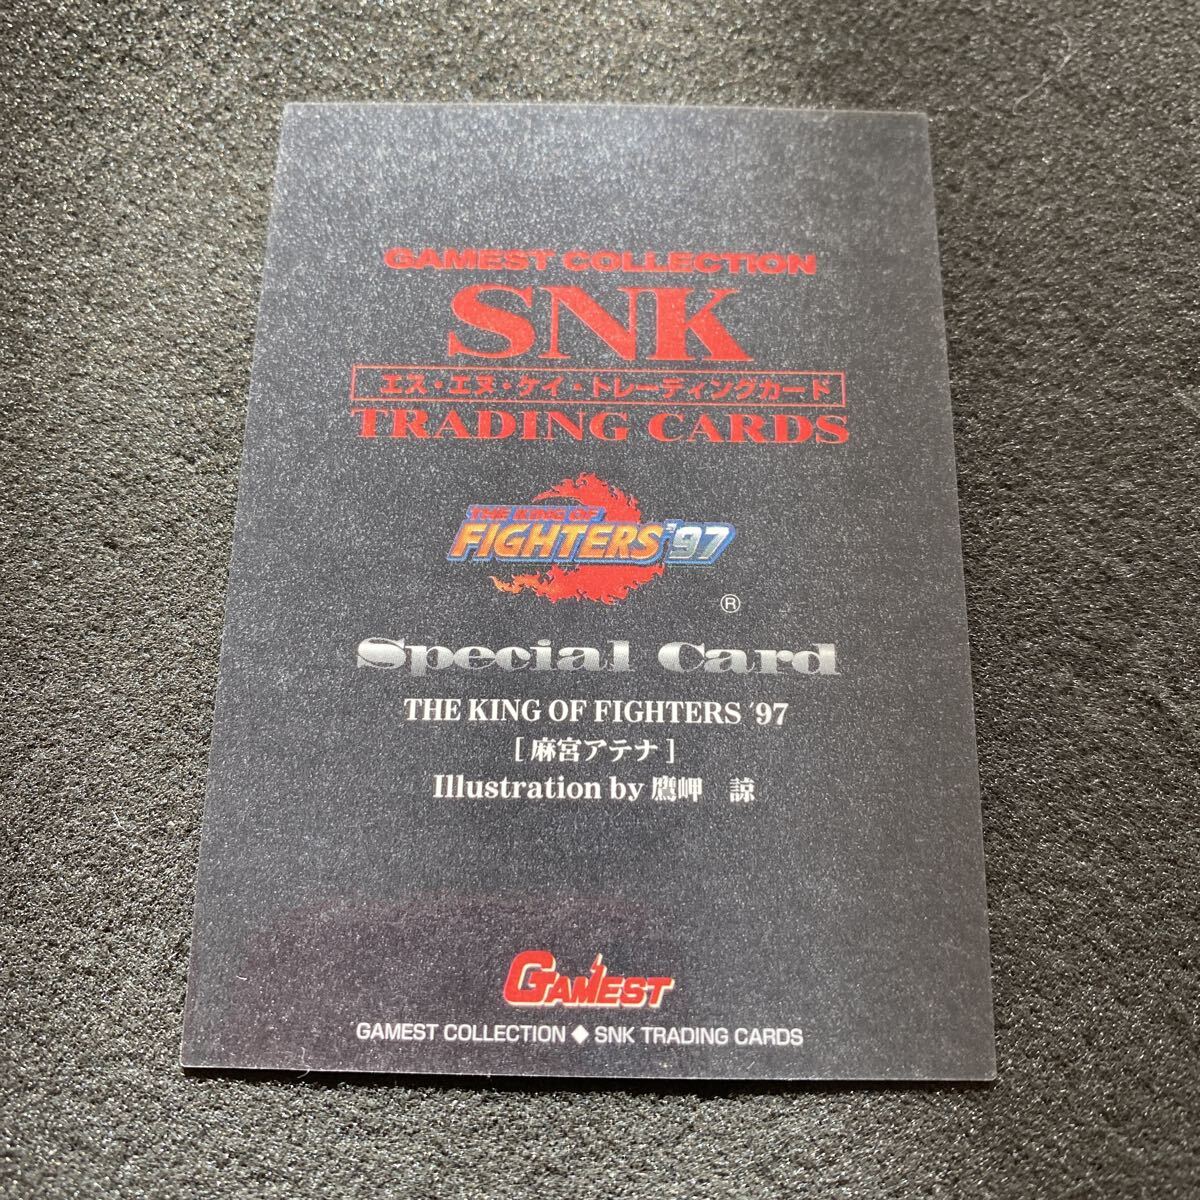 GAMEST COLLECTION
SNK
エス・エヌ・ケイ・トレーディングカード
TRADING CARDS
THE KING OF
FIGHTERS '97
®
Special Card
THE KING OF FIGHTERS '97
[ 麻宮アテナ ]
Illustration by 鷹岬 諒
GAMEST
GAMEST COLLECTION ◆ SNK TRADING CARDS